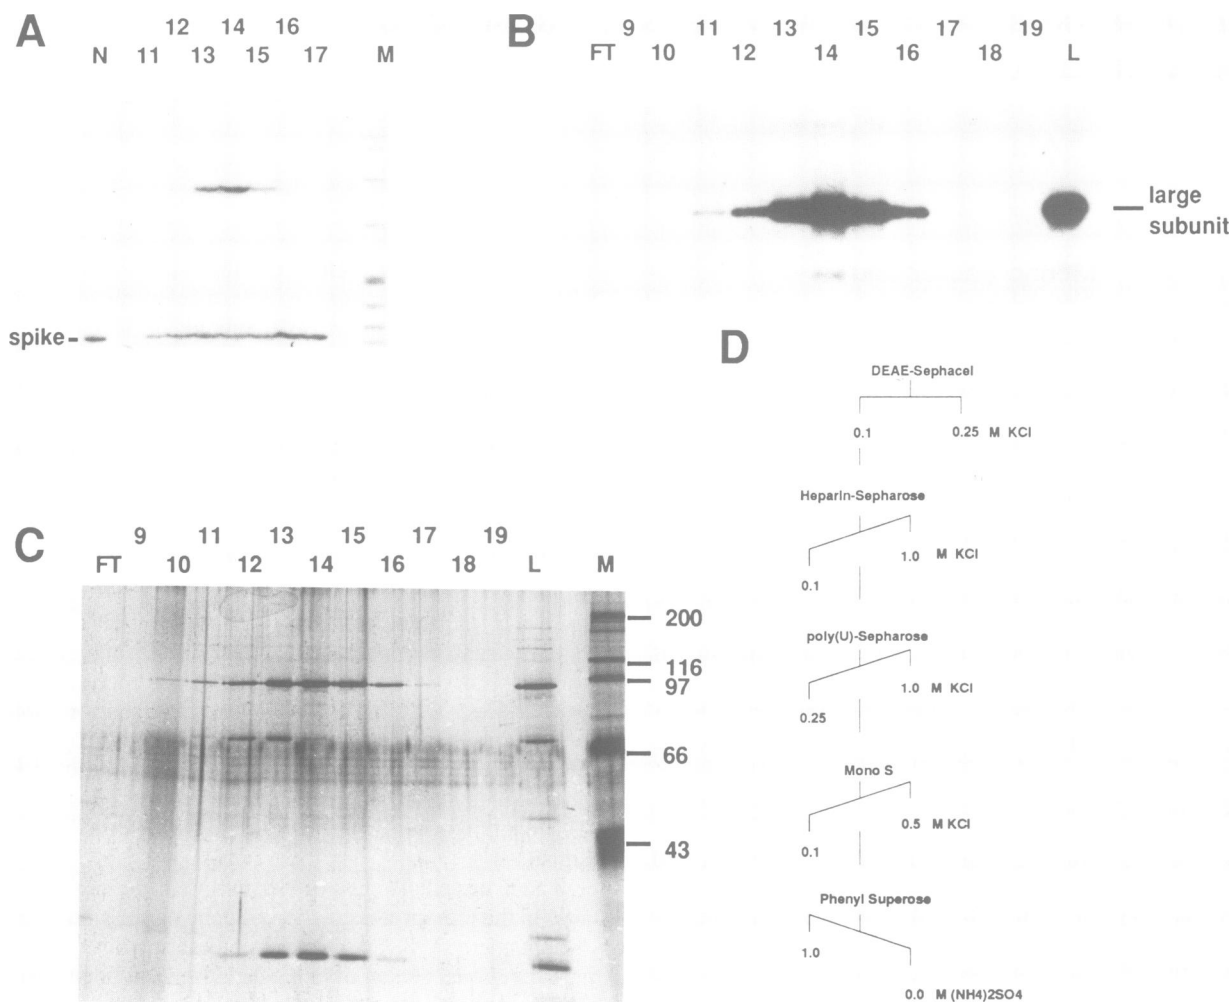 A
12 14 16
N 11 13 15 17 M
spike
B
9 11 13 15 17 19
FT 10 12 14 16 18 L
large
subunit
C
9 11 13 15 17 19
FT 10 12 14 16 18 L M
200
116
97
66
43
D
DEAE-Sephacel
0.1 0.25 M KCl
Heparin-Sepharose
1.0 M KCl
0.1
poly(U)-Sepharose
1.0 M KCl
0.25
Mono S
0.5 M KCl
0.1
Phenyl Superose
1.0
0.0 M (NH4)2SO4